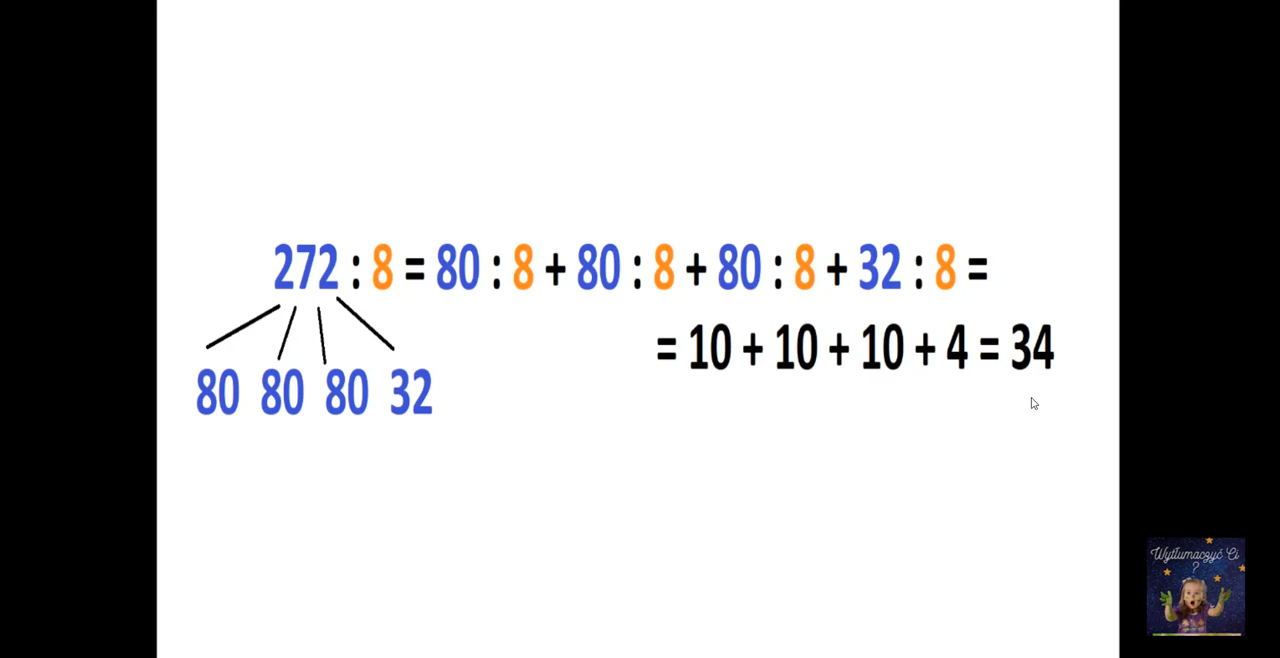 272 : 8 = 80 : 8 + 80 : 8 + 80 : 8 + 32 : 8 =
= 10 + 10 + 10 + 4 = 34
80 80 80 32
Wytłumaczyć Ci
?